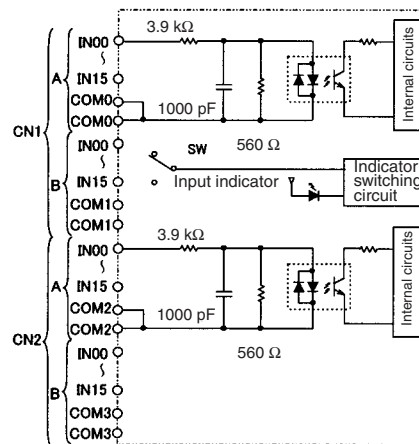 IN00
3.9 kΩ
A
IN15
COM0
COM0
1000 pF
Internal circuits
CN1
IN00
560 Ω
SW
B
IN15
Input indicator
Indicator
switching
circuit
COM1
COM1
IN00
3.9 kΩ
A
IN15
COM2
COM2
1000 pF
Internal circuits
CN2
IN00
560 Ω
B
IN15
COM3
COM3